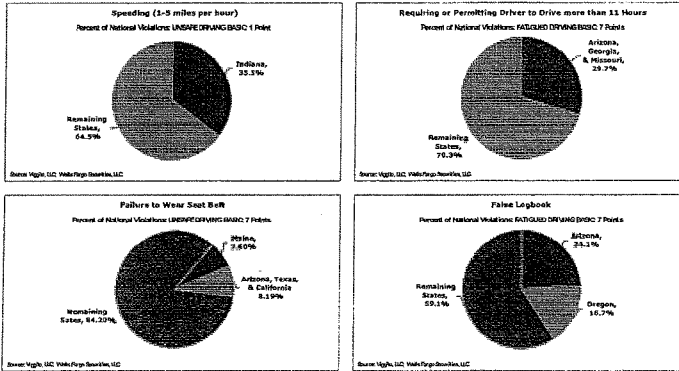 Speeding (1-5 miles per hour)
Percent of National Violations: UNSAFE DRIVING BASIC: 1 Point
Indiana,
35.5%
Remaining
States,
64.5%
Source: Vigillo, LLC, Wells Fargo Securities, LLC
Requiring or Permitting Driver to Drive more than 11 Hours
Percent of National Violations: FATIGUED DRIVING BASIC: 7 Points
Arizona,
Georgia,
& Missouri,
29.7%
Remaining
States,
70.3%
Source: Vigillo, LLC, Wells Fargo Securities, LLC
Failure to Wear Seat Belt
Percent of National Violations: UNSAFE DRIVING BASIC: 7 Points
7.60%
Arizona, Texas,
& California
8.19%
Remaining
States, 84.20%
Source: Vigillo, LLC, Wells Fargo Securities, LLC
False Logbook
Percent of National Violations: FATIGUED DRIVING BASIC: 7 Points
Arizona,
24.1%
Remaining
States,
59.1%
Oregon,
16.7%
Source: Vigillo, LLC, Wells Fargo Securities, LLC